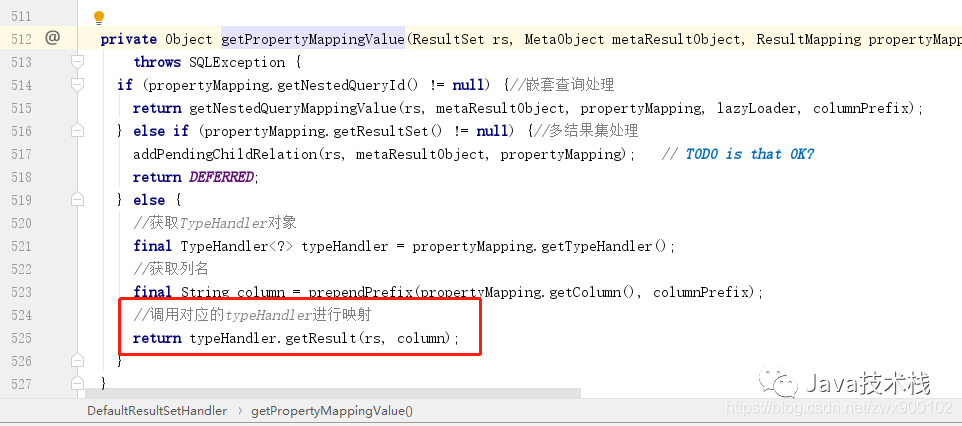 511
512 @ private Object getPropertyMappingValue(ResultSet rs, MetaObject metaResultObject, ResultMapping propertyMapp
513 throws SQLException {
514 if (propertyMapping.getNestedQueryId() != null) {//嵌套查询处理
515 return getNestedQueryMappingValue(rs, metaResultObject, propertyMapping, lazyLoader, columnPrefix);
516 } else if (propertyMapping.getResultSet() != null) {//多结果集处理
517 addPendingChildRelation(rs, metaResultObject, propertyMapping); // TODO is that OK?
518 return DEFERRED;
519 } else {
520 //获取TypeHandler对象
521 final TypeHandler<?> typeHandler = propertyMapping.getTypeHandler();
522 //获取列名
523 final String column = prependPrefix(propertyMapping.getColumn(), columnPrefix);
524 //调用对应的typeHandler进行映射
525 return typeHandler.getResult(rs, column);
526 }
527 }
Java技术栈
DefaultResultSetHandler › getPropertyMappingValue()
https://blog.csdn.net/zwx900102